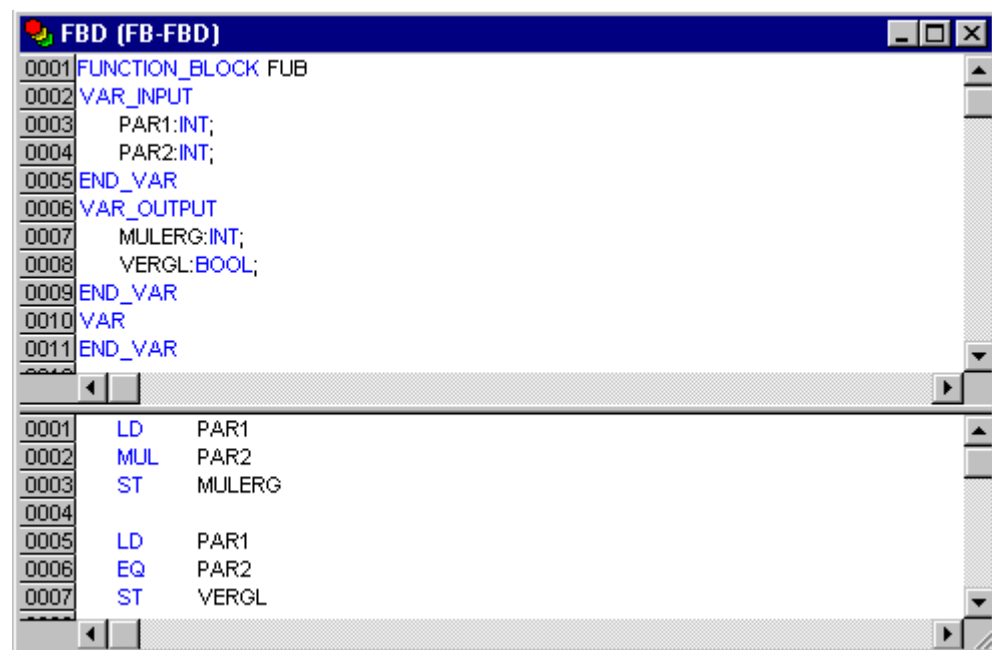 FBD (FB-FBD)
0001 FUNCTION_BLOCK FUB
0002 VAR_INPUT
0003 PAR1:INT;
0004 PAR2:INT;
0005 END_VAR
0006 VAR_OUTPUT
0007 MULERG:INT;
0008 VERGL:BOOL;
0009 END_VAR
0010 VAR
0011 END_VAR
0001 LD PAR1
0002 MUL PAR2
0003 ST MULERG
0004
0005 LD PAR1
0006 EQ PAR2
0007 ST VERGL